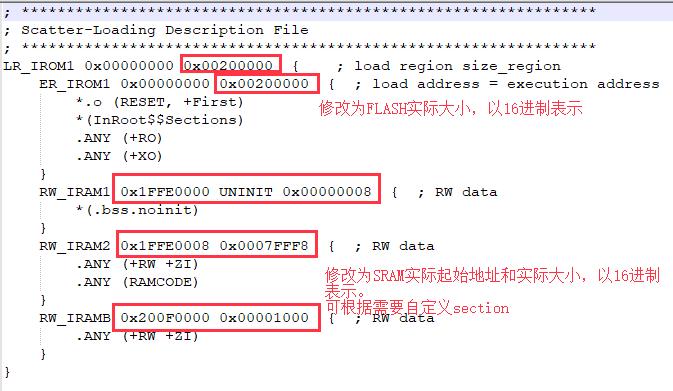 ; *************************************************************
; Scatter-Loading Description File
; *************************************************************
LR_IROM1 0x00000000 0x00200000 { ; load region size_region
ER_IROM1 0x00000000 0x00200000 { ; load address = execution address
*.o (RESET, +First)
修改为FLASH实际大小，以16进制表示
*(InRoot$$Sections)
.ANY (+RO)
.ANY (+XO)
}
RW_IRAM1 0x1FFE0000 UNINIT 0x00000008 { ; RW data
*(.bss.noinit)
}
RW_IRAM2 0x1FFE0008 0x0007FFF8 { ; RW data
.ANY (+RW +ZI)
修改为SRAM实际起始地址和实际大小，以16进制
.ANY (RAMCODE)
表示。
}
可根据需要自定义section
RW_IRAMB 0x200F0000 0x00001000 { ; RW data
.ANY (+RW +ZI)
}
}